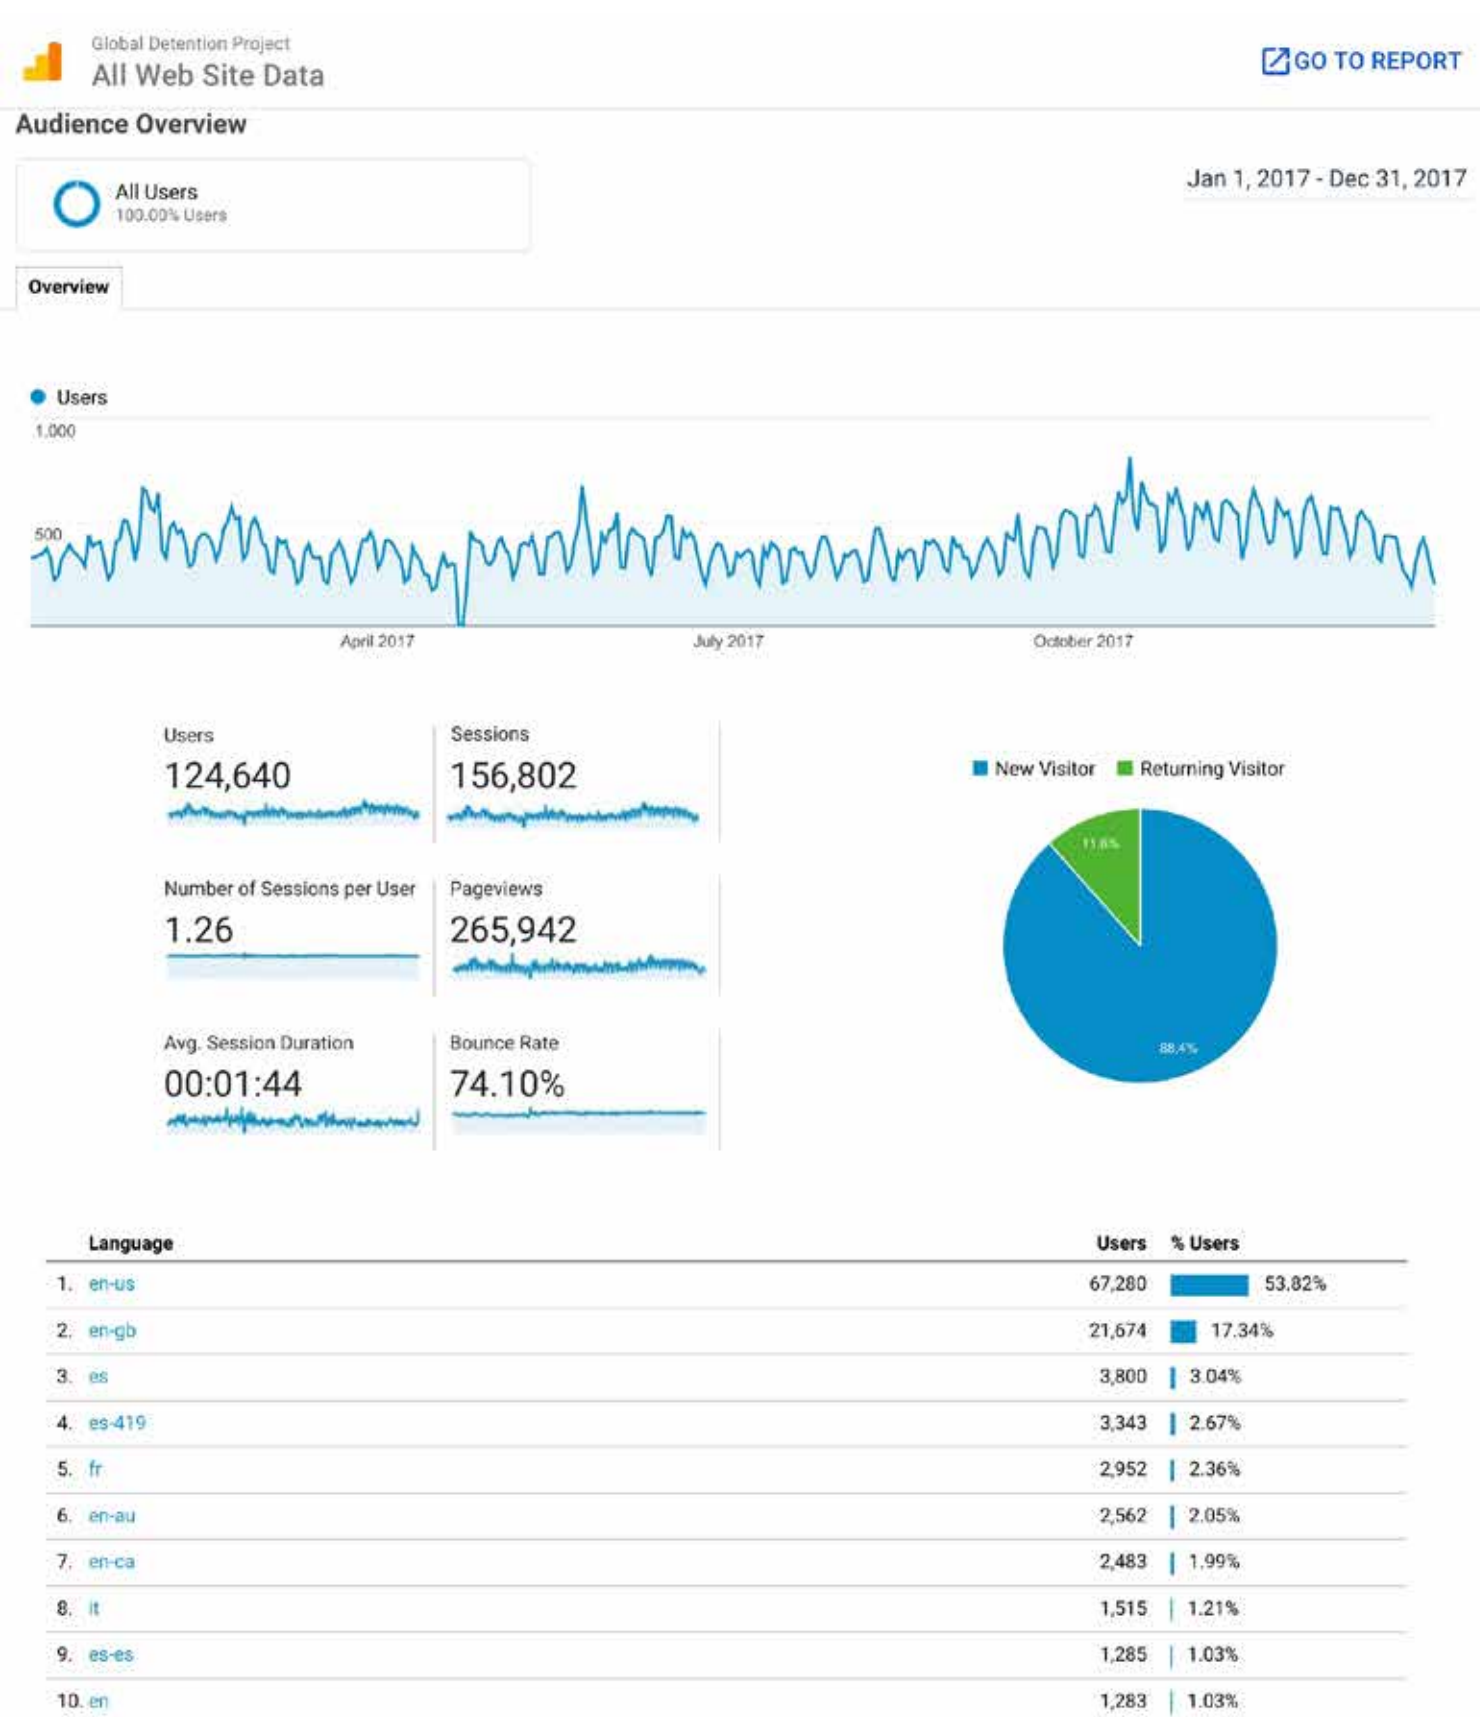 Global Detention Project
All Web Site Data
GO TO REPORT
Audience Overview
All Users
100.00% Users
Jan 1, 2017 - Dec 31, 2017
Overview
Users
1,000
500
April 2017
July 2017
October 2017
Users
124,640
Sessions
156,802
Number of Sessions per User
1.26
Pageviews
265,942
Avg. Session Duration
00:01:44
Bounce Rate
74.10%
New Visitor
Returning Visitor
11.6%
88.4%
Language Users % Users
1. en-us 67,280 53.82%
2. en-gb 21,674 17.34%
3. es 3,800 3.04%
4. es-419 3,343 2.67%
5. fr 2,952 2.36%
6. en-au 2,562 2.05%
7. en-ca 2,483 1.99%
8. it 1,515 1.21%
9. es-es 1,285 1.03%
10. en 1,283 1.03%